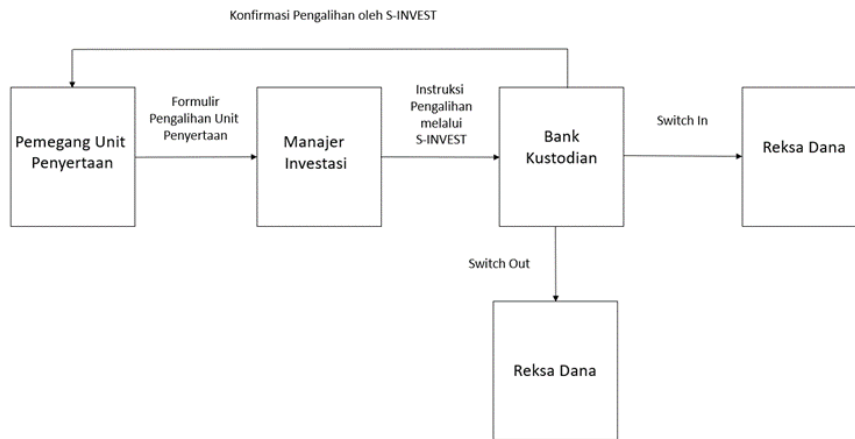 Konfirmasi Pengalihan oleh S-INVEST
Pemegang Unit
Penyertaan
Formulir
Pengalihan Unit
Penyertaan
Manajer
Investasi
Instruksi
Pengalihan
melalui
S-INVEST
Bank
Kustodian
Switch In
Reksa Dana
Switch Out
Reksa Dana